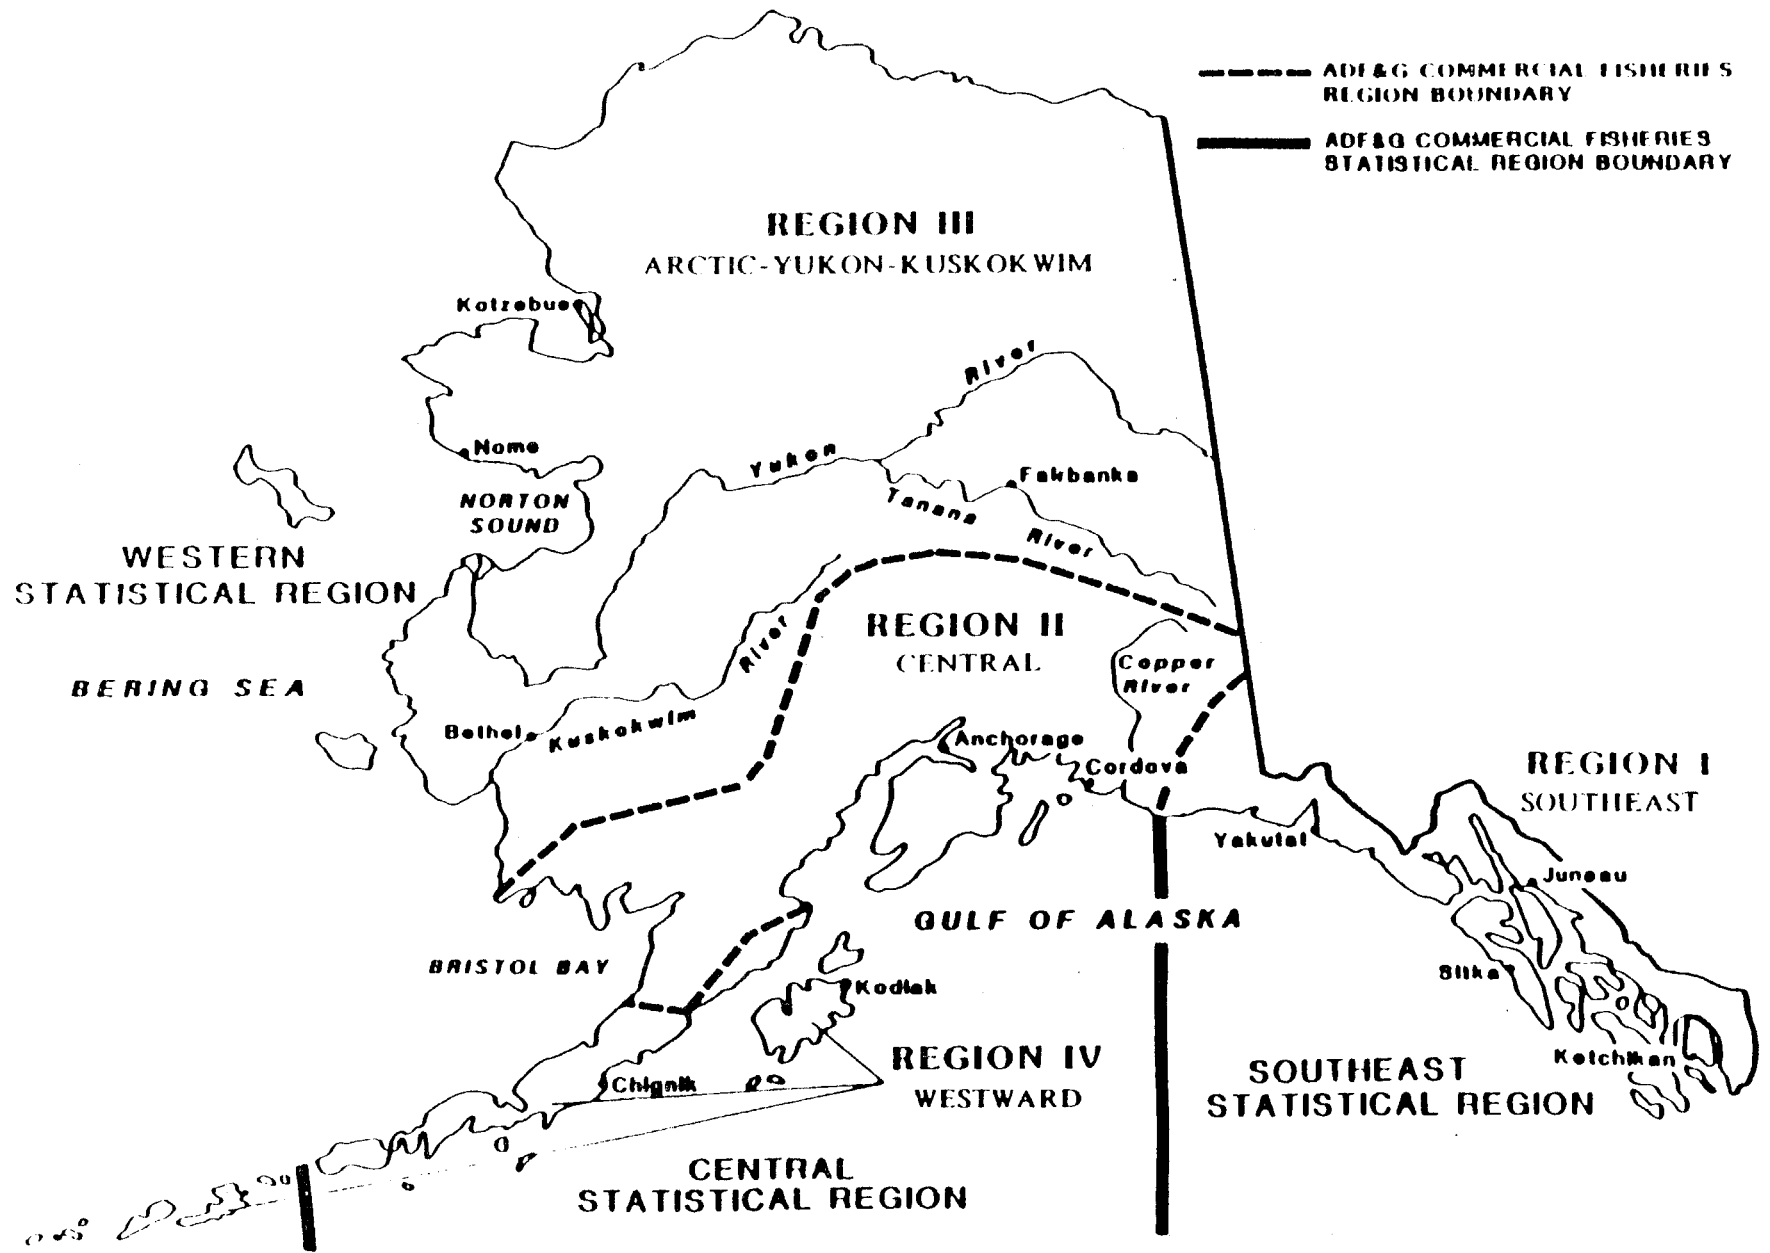 ADF&G COMMERCIAL FISHERIES
REGION BOUNDARY
ADF&G COMMERCIAL FISHERIES
STATISTICAL REGION BOUNDARY
REGION III
ARCTIC-YUKON-KUSKOKWIM
Kotzebue
River
Nome
Yukon
Fairbanks
NORTON
SOUND
Tanana
River
WESTERN
STATISTICAL REGION
River
REGION II
CENTRAL
Copper
River
BERING SEA
Bethel
Kuskokwim
Anchorage
Cordova
REGION I
SOUTHEAST
Yakutat
Juneau
GULF OF ALASKA
BRISTOL BAY
Sitka
Kodiak
REGION IV
WESTWARD
Chignik
Ketchikan
SOUTHEAST
STATISTICAL REGION
CENTRAL
STATISTICAL REGION